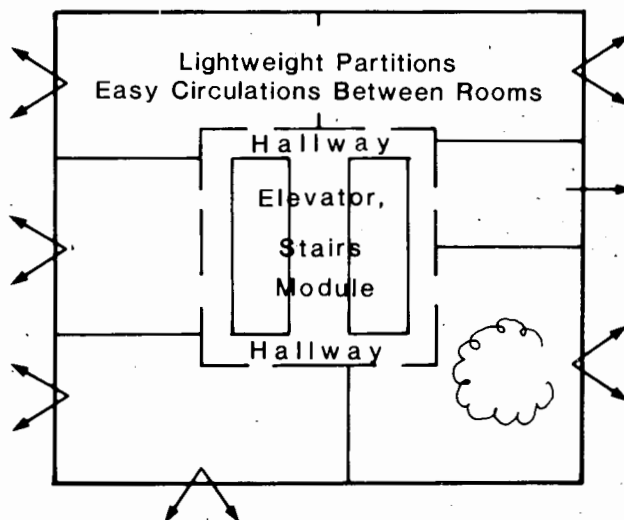 Lightweight Partitions
Easy Circulations Between Rooms
Hallway
Elevator,
Stairs
Module
Hallway